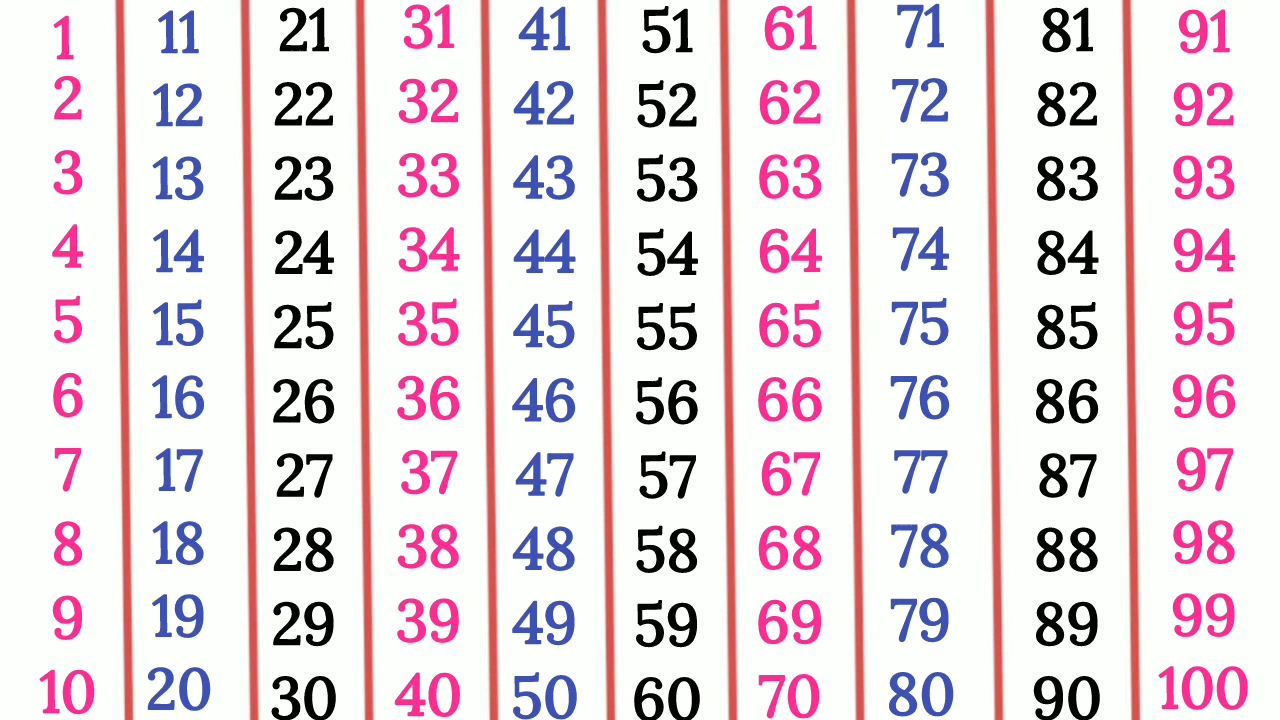 1 11 21 31 41 51 61 71 81 91
2 12 22 32 42 52 62 72 82 92
3 13 23 33 43 53 63 73 83 93
4 14 24 34 44 54 64 74 84 94
5 15 25 35 45 55 65 75 85 95
6 16 26 36 46 56 66 76 86 96
7 17 27 37 47 57 67 77 87 97
8 18 28 38 48 58 68 78 88 98
9 19 29 39 49 59 69 79 89 99
10 20 30 40 50 60 70 80 90 100